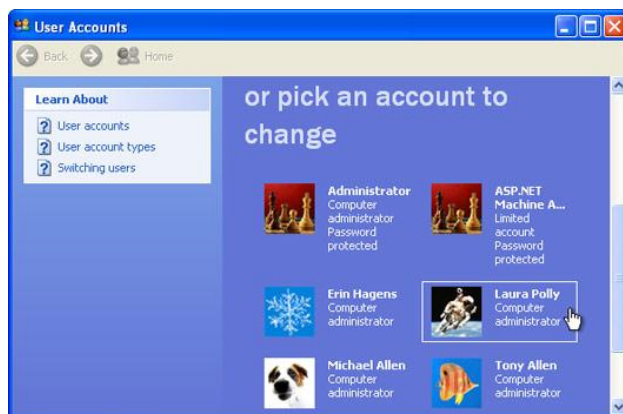 User Accounts
Back
Home
Learn About
User accounts
User account types
Switching users
or pick an account to
change
Administrator
Computer
administrator
Password
protected
ASP.NET
Machine A...
Limited
account
Password
protected
Erin Hagens
Computer
administrator
Laura Polly
Computer
administrator
Michael Allen
Computer
administrator
Tony Allen
Computer
administrator